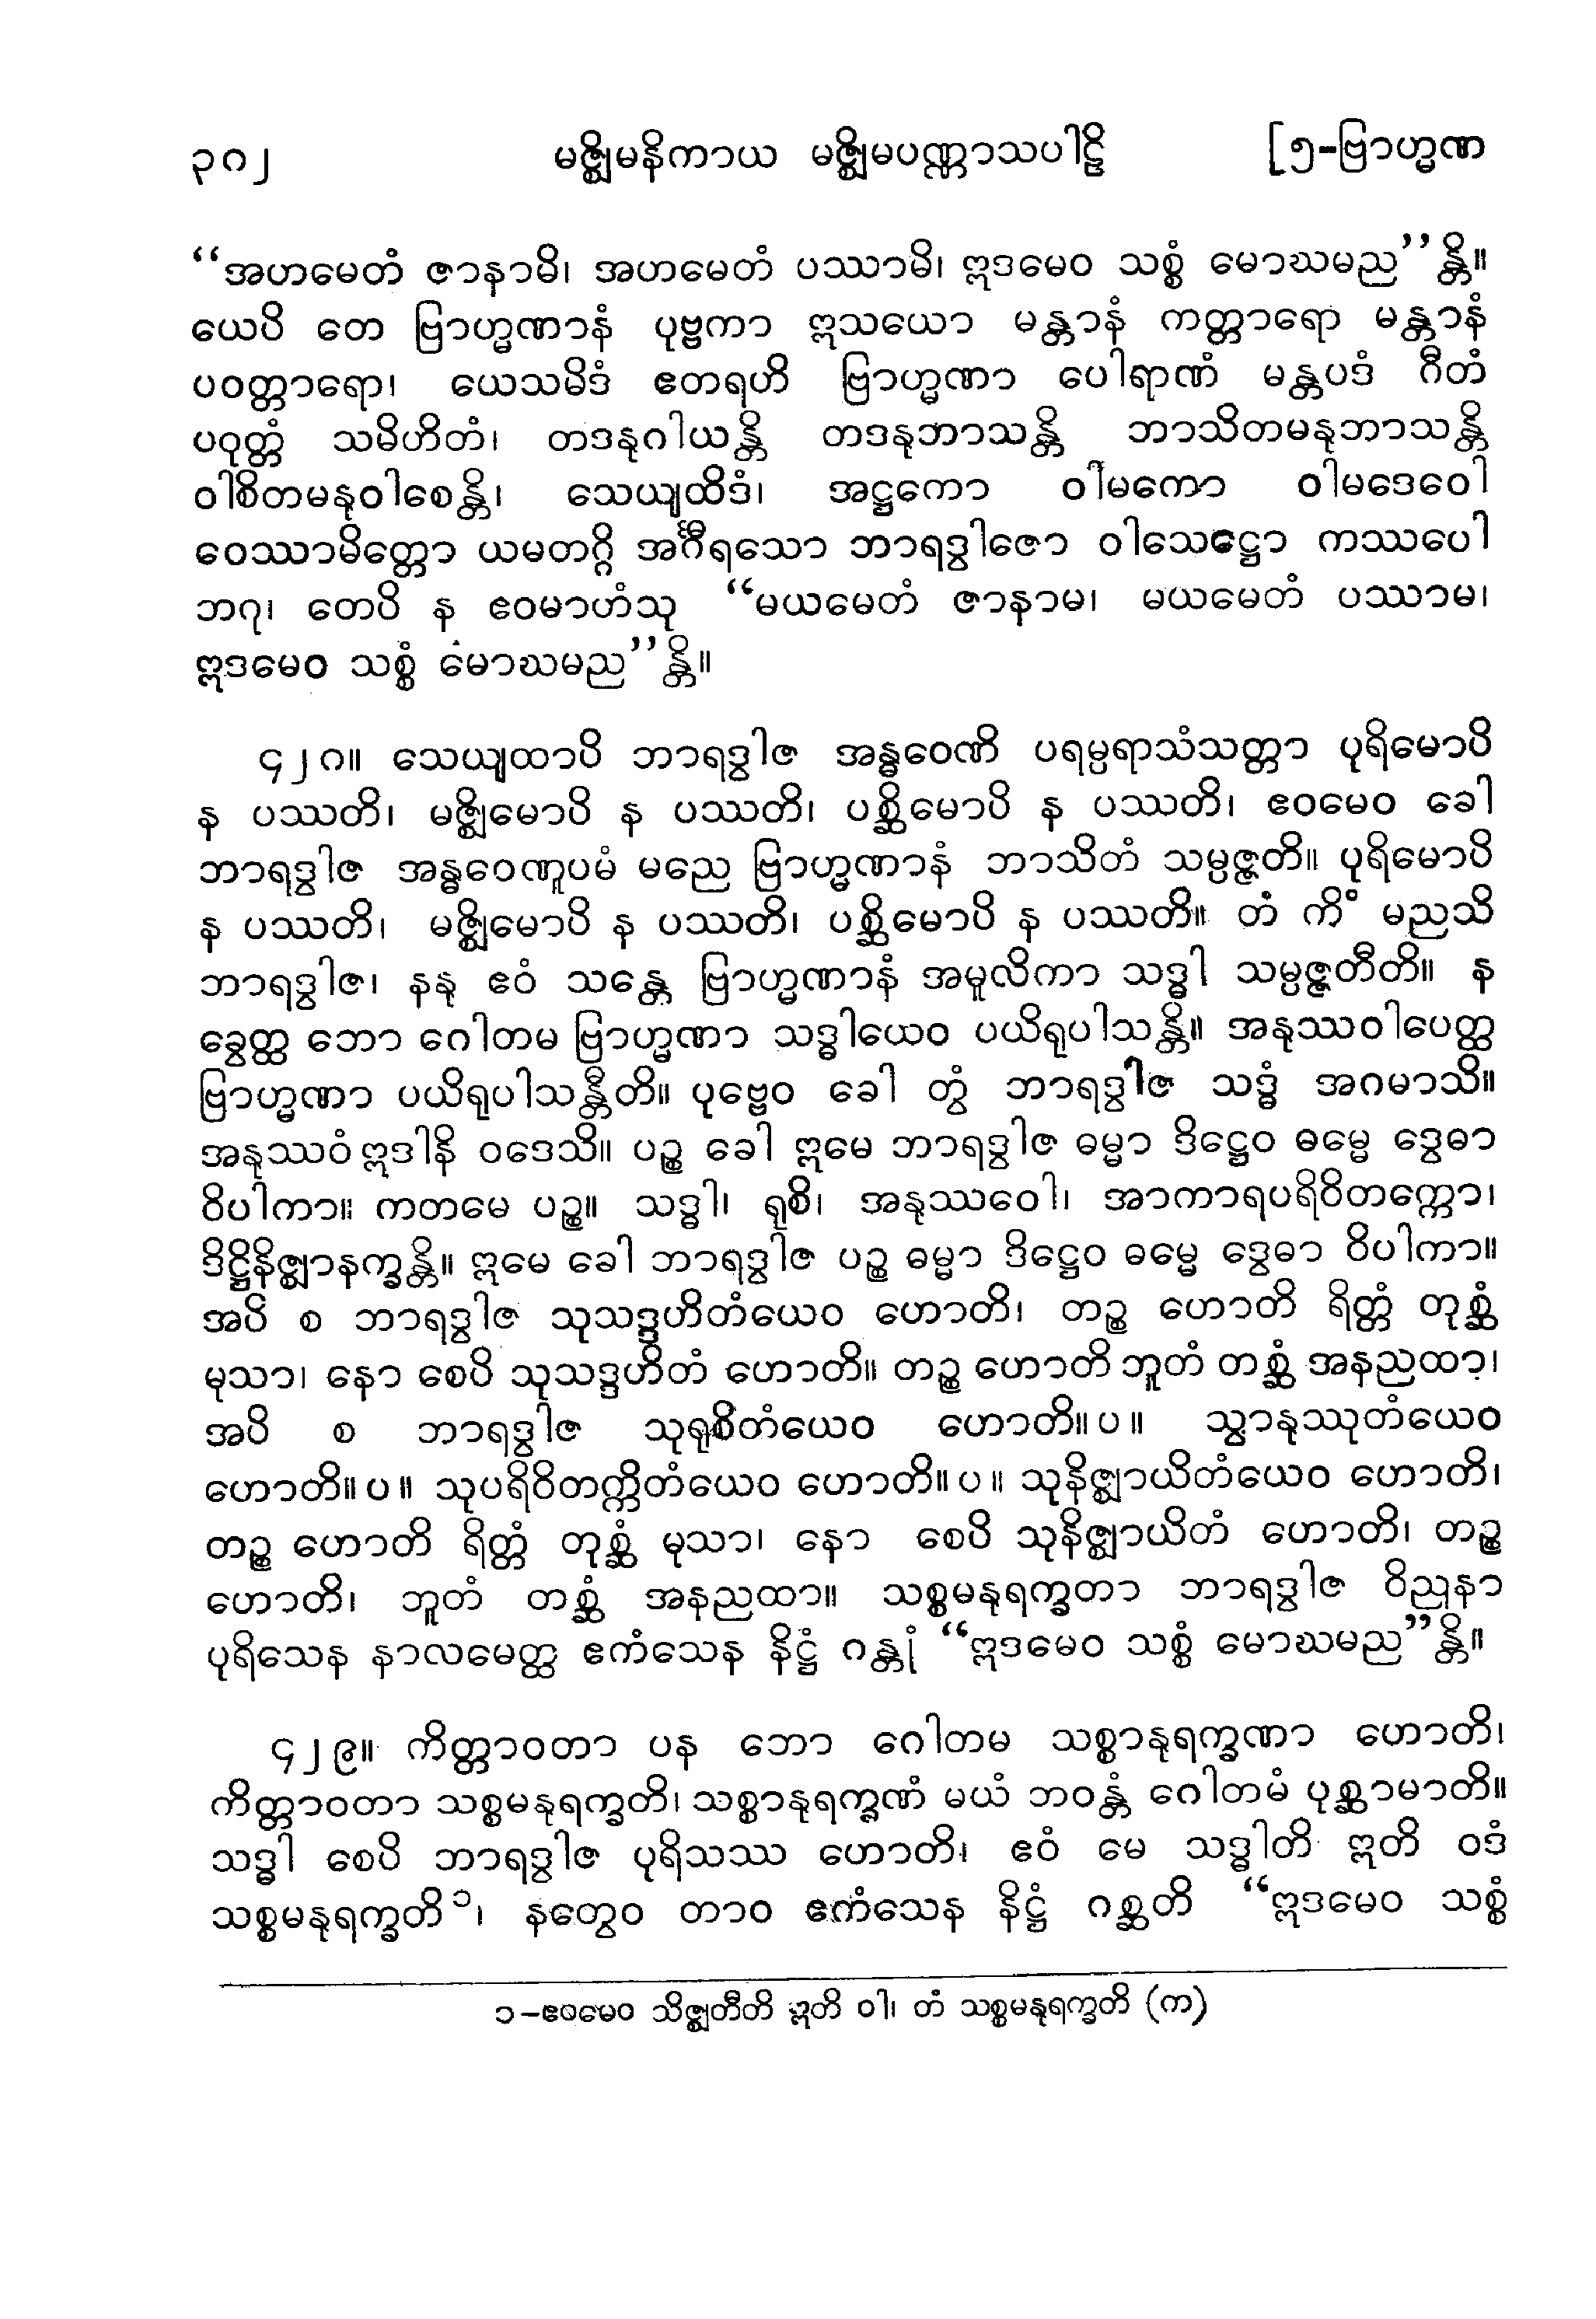 ၃၈၂ မဇ္ဈိမနိကာယ မဇ္ဈိမပဏ္ဏာသပါဠိ [၅-ဗြာဟ္မဏ
“အဟမေတံ ဇာနာမိ၊ အဟမေတံ ပဿာမိ၊ ဣဒမေဝ သစ္စံ မောဃမည”န္တိ။
ယေပိ တေ ဗြာဟ္မဏာနံ ပုဗ္ဗကာ ဣသယော မန္တာနံ ကတ္တာရော မန္တာနံ
ပဝတ္တာရော၊ ယေသမိဒံ ဧတရဟိ ဗြာဟ္မဏာ ပေါရာဏံ မန္တပဒံ ဂီတံ
ပဝုတ္တံ သမိဟိတံ၊ တဒနုဂါယန္တိ တဒနုဘာသန္တိ ဘာသိတမနုဘာသန္တိ
ဝါစိတမနုဝါစေန္တိ၊ သေယျထိဒံ၊ အဋ္ဌကော ဝါမကော ဝါမဒေဝေါ
ဝေဿာမိတ္တော ယမတဂ္ဂိ အင်္ဂီရသော ဘာရဒွါဇော ဝါသေဋ္ဌော ကဿပေါ
ဘဂု၊ တေပိ န ဧဝမာဟံသု “မယမေတံ ဇာနာမ၊ မယမေတံ ပဿာမ၊
ဣဒမေဝ သစ္စံ မောဃမည”န္တိ။
၄၂၈။ သေယျထာပိ ဘာရဒွါဇ အန္ဓဝေဏိ ပရမ္ပရာသံသတ္တာ ပုရိမောပိ
န ပဿတိ၊ မဇ္ဈိမောပိ န ပဿတိ၊ ပစ္ဆိမောပိ န ပဿတိ၊ ဧဝမေဝ ခေါ
ဘာရဒွါဇ အန္ဓဝေဏူပမံ မညေ ဗြာဟ္မဏာနံ ဘာသိတံ သမ္ပဇ္ဇတိ။ ပုရိမောပိ
န ပဿတိ၊ မဇ္ဈိမောပိ န ပဿတိ၊ ပစ္ဆိမောပိ န ပဿတိ။ တံ ကိံ မညသိ
ဘာရဒွါဇ၊ နနု ဧဝံ သန္တေ ဗြာဟ္မဏာနံ အမူလိကာ သဒ္ဓါ သမ္ပဇ္ဇတီတိ။ န
ခွေတ္ထ ဘော ဂေါတမ ဗြာဟ္မဏာ သဒ္ဓါယေဝ ပယိရုပါသန္တိ။ အနုဿဝါပေတ္ထ
ဗြာဟ္မဏာ ပယိရုပါသန္တီတိ။ ပုဗ္ဗေဝ ခေါ တွံ ဘာရဒွါဇ သဒ္ဓံ အဂမာသိ။
အနုဿဝံ ဣဒါနိ ဝဒေသိ။ ပဉ္စ ခေါ ဣမေ ဘာရဒွါဇ ဓမ္မာ ဒိဋ္ဌေဝ ဓမ္မေ ဒွေဓာ
ဝိပါကာ။ ကတမေ ပဉ္စ။ သဒ္ဓါ၊ ရုစိ၊ အနုဿဝေါ၊ အာကာရပရိဝိတက္ကော၊
ဒိဋ္ဌိနိဇ္ဈာနက္ခန္တိ။ ဣမေ ခေါ ဘာရဒွါဇ ပဉ္စ ဓမ္မာ ဒိဋ္ဌေဝ ဓမ္မေ ဒွေဓာ ဝိပါကာ။
အပိ စ ဘာရဒွါဇ သုသဒ္ဒဟိတံယေဝ ဟောတိ၊ တဉ္စ ဟောတိ ရိတ္တံ တုစ္ဆံ
မုသာ၊ နော စေပိ သုသဒ္ဒဟိတံ ဟောတိ။ တဉ္စ ဟောတိ ဘူတံ တစ္ဆံ အနညထာ၊
အပိ စ ဘာရဒွါဇ သုရုစိတံယေဝ ဟောတိ။ပ။ သွာနုဿုတံယေဝ
ဟောတိ။ပ။ သုပရိဝိတက္ကိတံယေဝ ဟောတိ။ပ။ သုနိဇ္ဈာယိတံယေဝ ဟောတိ၊
တဉ္စ ဟောတိ ရိတ္တံ တုစ္ဆံ မုသာ၊ နော စေပိ သုနိဇ္ဈာယိတံ ဟောတိ၊ တဉ္စ
ဟောတိ၊ ဘူတံ တစ္ဆံ အနညထာ။ သစ္စမနုရက္ခတာ ဘာရဒွါဇ ဝိညုနာ
ပုရိသေန နာလမေတ္ထ ဧကံသေန နိဋ္ဌံ ဂန္တုံ “ဣဒမေဝ သစ္စံ မောဃမည”န္တိ။
၄၂၉။ ကိတ္တာဝတာ ပန ဘော ဂေါတမ သစ္စာနုရက္ခဏာ ဟောတိ၊
ကိတ္တာဝတာ သစ္စမနုရက္ခတိ၊ သစ္စာနုရက္ခဏံ မယံ ဘဝန္တံ ဂေါတမံ ပုစ္ဆာမာတိ။
သဒ္ဓါ စေပိ ဘာရဒွါဇ ပုရိသဿ ဟောတိ၊ ဧဝံ မေ သဒ္ဓါတိ ဣတိ ဝဒံ
သစ္စမနုရက္ခတိ၁၊ နတွေဝ တာဝ ဧကံသေန နိဋ္ဌံ ဂစ္ဆတိ “ဣဒမေဝ သစ္စံ
၁-ဧဝမေဝ သိဇ္ဈတီတိ ဣတိ ဝါ၊ တံ သစ္စမနုရက္ခတိ (က)